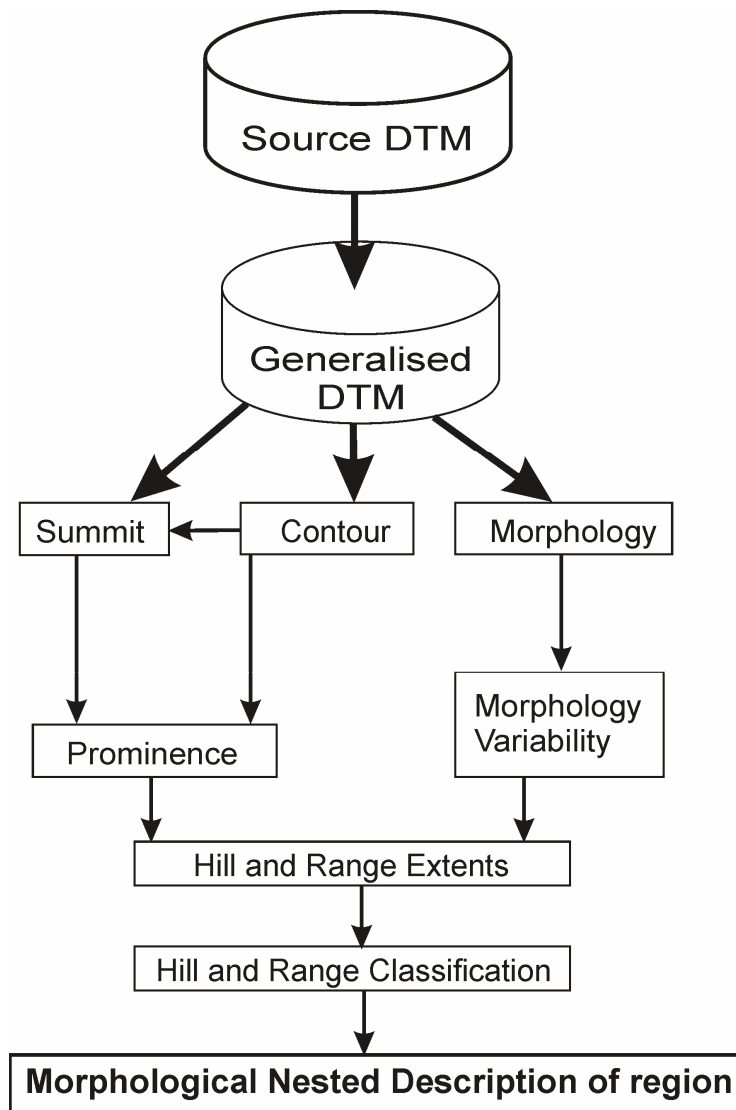 Source DTM
Generalised
DTM
Summit
Contour
Morphology
Morphology
Variability
Prominence
Hill and Range Extents
Hill and Range Classification
Morphological Nested Description of region